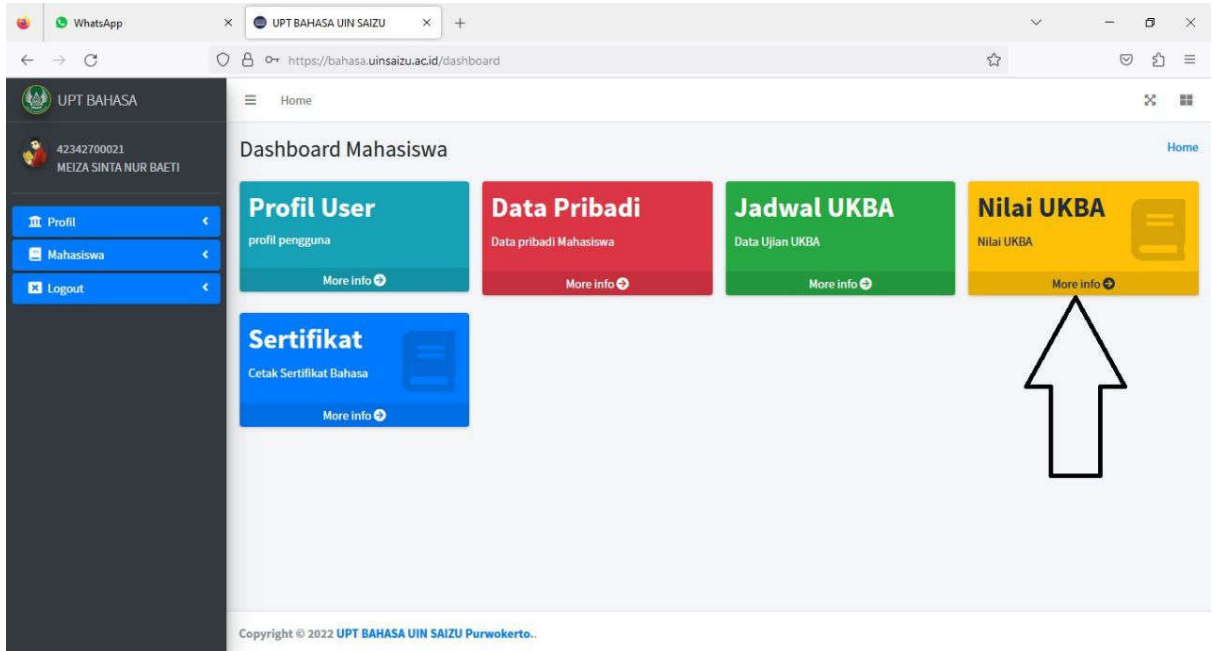 WhatsApp
UPT BAHASA UIN SAIZU
https://bahasa.uinsaizu.ac.id/dashboard
UPT BAHASA
Home
42342700021
MEIZA SINTA NUR BAETI
Profil
Mahasiswa
Logout
Dashboard Mahasiswa
Home
Profil User
profil pengguna
More info
Data Pribadi
Data pribadi Mahasiswa
More info
Jadwal UKBA
Data Ujian UKBA
More info
Nilai UKBA
Nilai UKBA
More info
Sertifikat
Cetak Sertifikat Bahasa
More info
Copyright © 2022 UPT BAHASA UIN SAIZU Purwokerto..